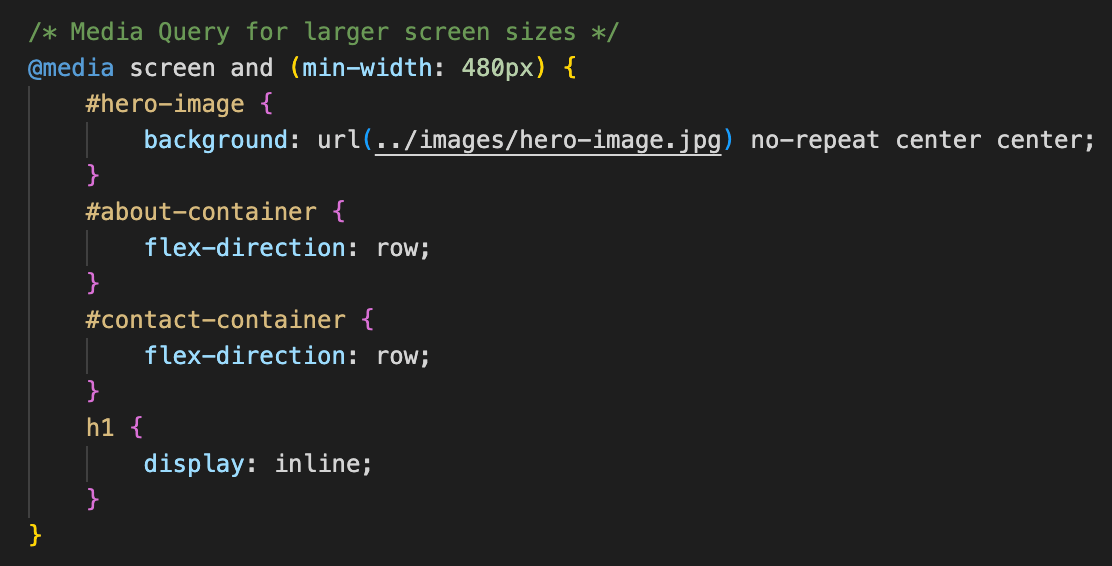 /* Media Query for larger screen sizes */
@media screen and (min-width: 480px) {
    #hero-image {
        background: url(../images/hero-image.jpg) no-repeat center center;
    }
    #about-container {
        flex-direction: row;
    }
    #contact-container {
        flex-direction: row;
    }
    h1 {
        display: inline;
    }
}